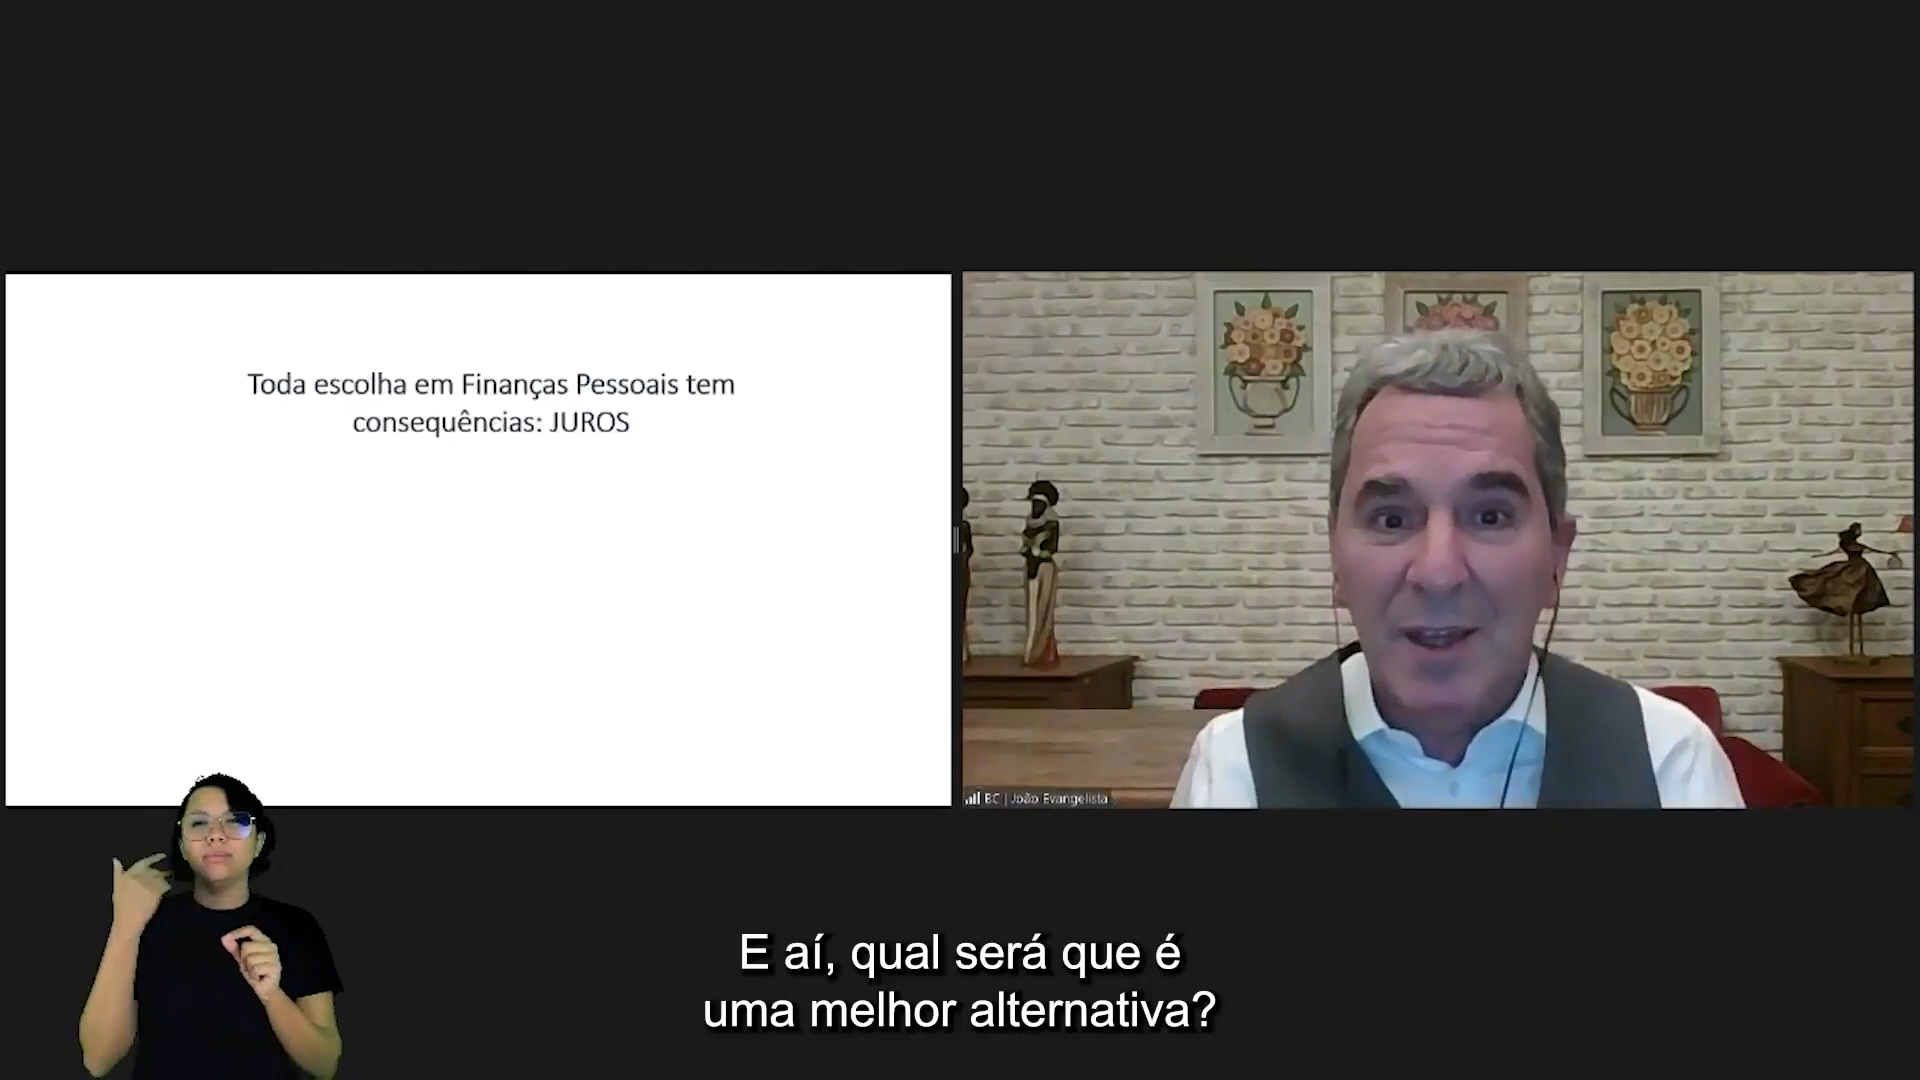 Toda escolha em Finanças Pessoais tem
consequências: JUROS
BC | João Evangelista
E aí, qual será que é
uma melhor alternativa?